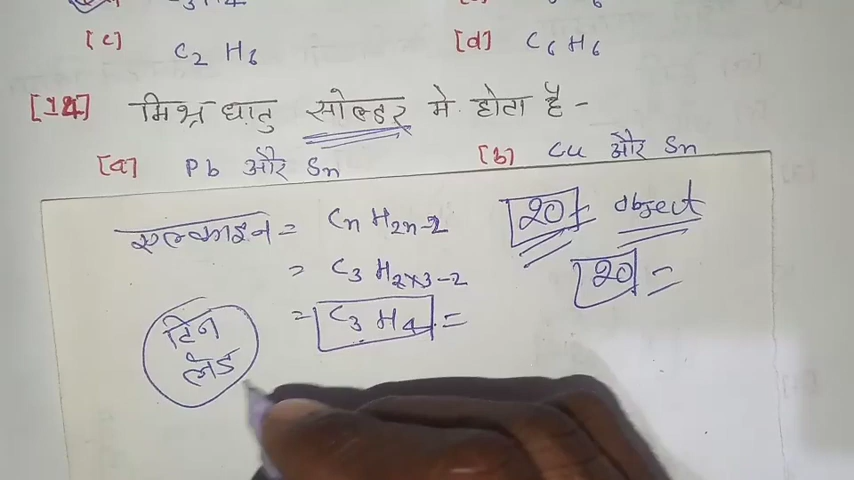 [c] C2 H6 [d] C6 H6
[14] मिश्र धातु सोल्डर मे होता है -
[a] Pb और Sn [b] Cu और Sn
एल्काइन = Cn H2n-2 20+ object
= C3 H2x3-2 20 =
= C3 H4 =
टिन
लेड